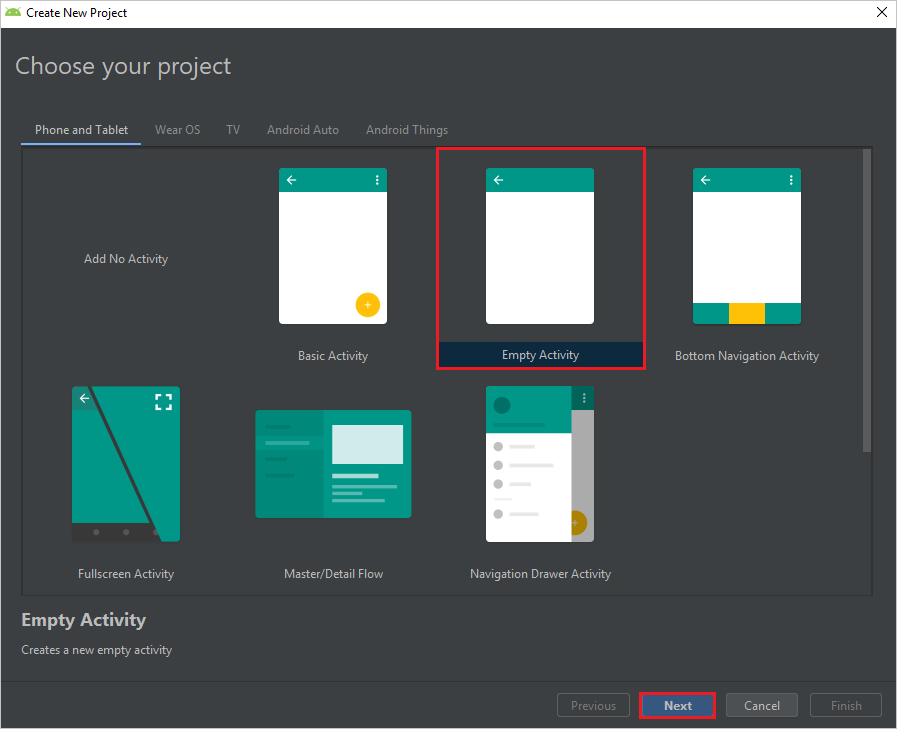 Create New Project
Choose your project
Phone and Tablet
Wear OS
TV
Android Auto
Android Things
Add No Activity
Basic Activity
Empty Activity
Bottom Navigation Activity
Fullscreen Activity
Master/Detail Flow
Navigation Drawer Activity
Empty Activity
Creates a new empty activity
Previous
Next
Cancel
Finish